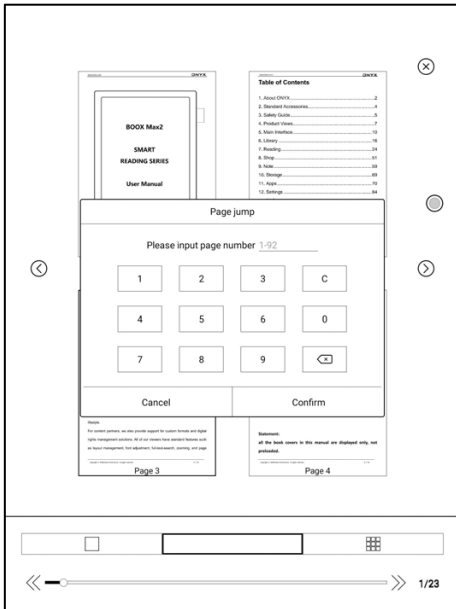 ONYX
BOOX Max2
SMART
READING SERIES
User Manual
ONYX
Table of Contents
1. About ONYX...2
2. Standard Accessories...4
3. Safety Guide...5
4. Product Views...7
5. Main Interface...13
6. Library...16
7. Reading...24
8. Shop...51
9. Note...59
10. Storage...69
11. Apps...70
12. Settings...84
Page jump
Please input page number 1-92
1 2 3 C
4 5 6 0
7 8 9
Cancel Confirm
lifestyle.
For content partners, we also provide support for custom formats and digital
rights management solutions. All of our viewers have standard features such
as layout management, font adjustment, full-text-search, zooming, and page
Page 3
Statement:
all the book covers in this manual are displayed only, not
preloaded.
Page 4
1/23